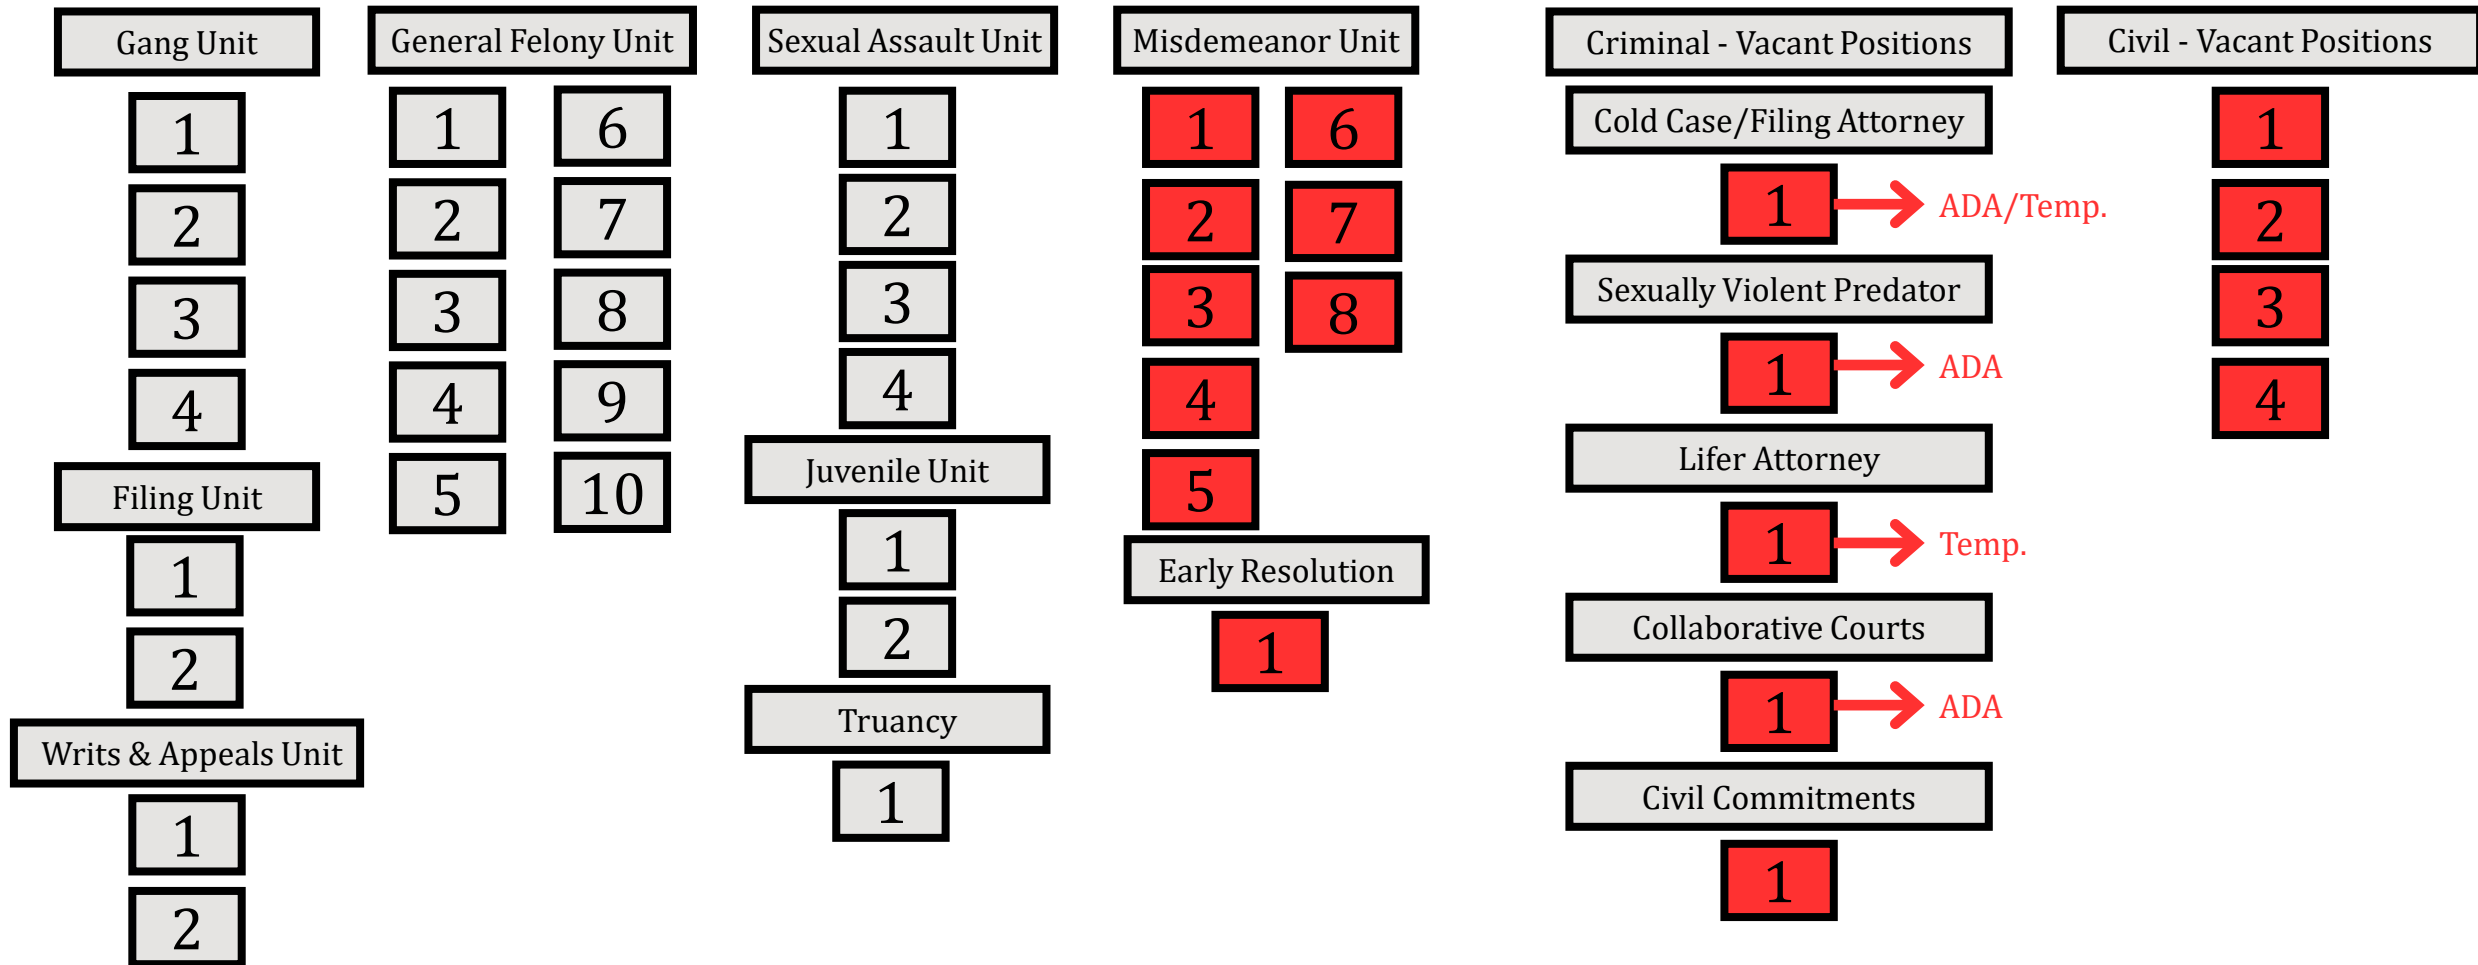 Gang Unit
1
2
3
4
Filing Unit
1
2
Writs & Appeals Unit
1
2
General Felony Unit
1 6
2 7
3 8
4 9
5 10
Sexual Assault Unit
1
2
3
4
Juvenile Unit
1
2
Truancy
1
Misdemeanor Unit
1 6
2 7
3 8
4
5
Early Resolution
1
Criminal - Vacant Positions
Cold Case/Filing Attorney
1 ADA/Temp.
Sexually Violent Predator
1 ADA
Lifer Attorney
1 Temp.
Collaborative Courts
1 ADA
Civil Commitments
1
Civil - Vacant Positions
1
2
3
4